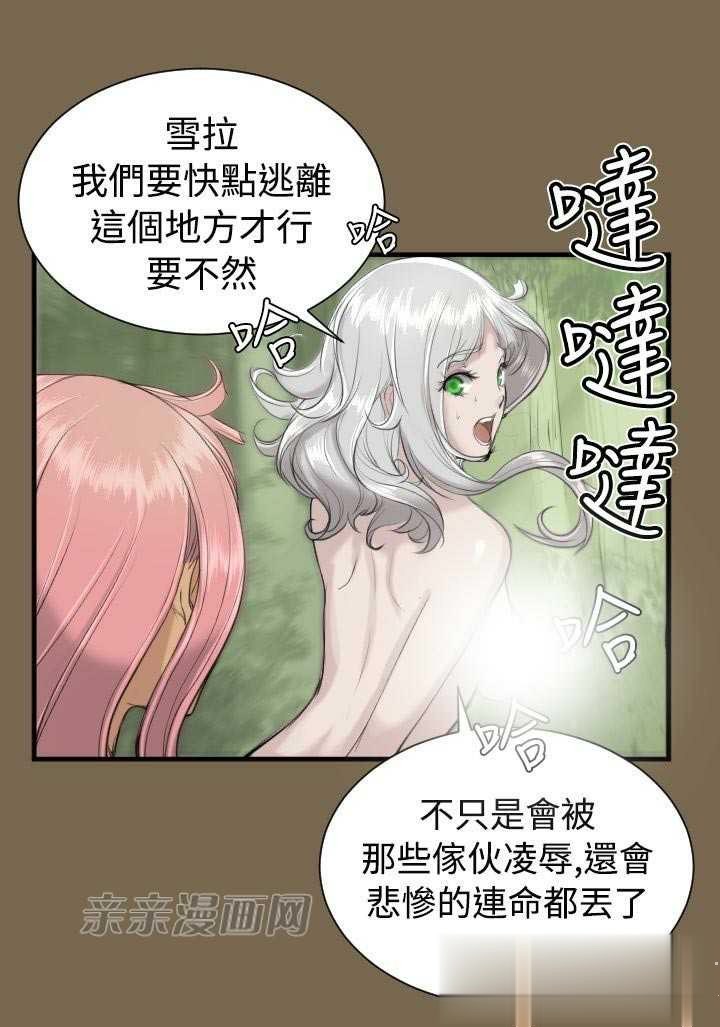 雪拉
我們要快點逃離
這個地方才行
要不然
哈
哈
噠
噠
噠
哈
哈
不只是會被
那些傢伙凌辱,還會
悲慘的連命都丟了
亲亲漫画网